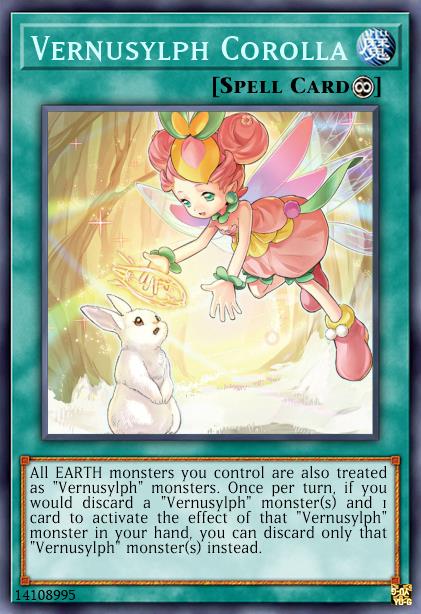 VERNUSYLPH COROLLA
魔
[SPELL CARD]
All EARTH monsters you control are also treated
as "Vernusylph" monsters. Once per turn, if you
would discard a "Vernusylph" monster(s) and 1
card to activate the effect of that "Vernusylph"
monster in your hand, you can discard only that
"Vernusylph" monster(s) instead.
14108995